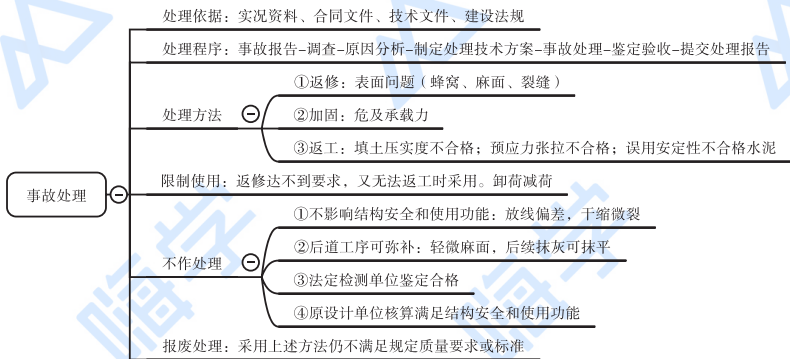 处理依据：实况资料、合同文件、技术文件、建设法规
处理程序：事故报告-调查-原因分析-制定处理技术方案-事故处理-鉴定验收-提交处理报告
①返修：表面问题（蜂窝、麻面、裂缝）
处理方法
②加固：危及承载力
③返工：填土压实度不合格；预应力张拉不合格；误用安定性不合格水泥
事故处理
限制使用：返修达不到要求，又无法返工时采用。卸荷减荷
①不影响结构安全和使用功能：放线偏差，干缩微裂
②后道工序可弥补：轻微麻面，后续抹灰可抹平
不作处理
③法定检测单位鉴定合格
④原设计单位核算满足结构安全和使用功能
报废处理：采用上述方法仍不满足规定质量要求或标准
嗨学
嗨学